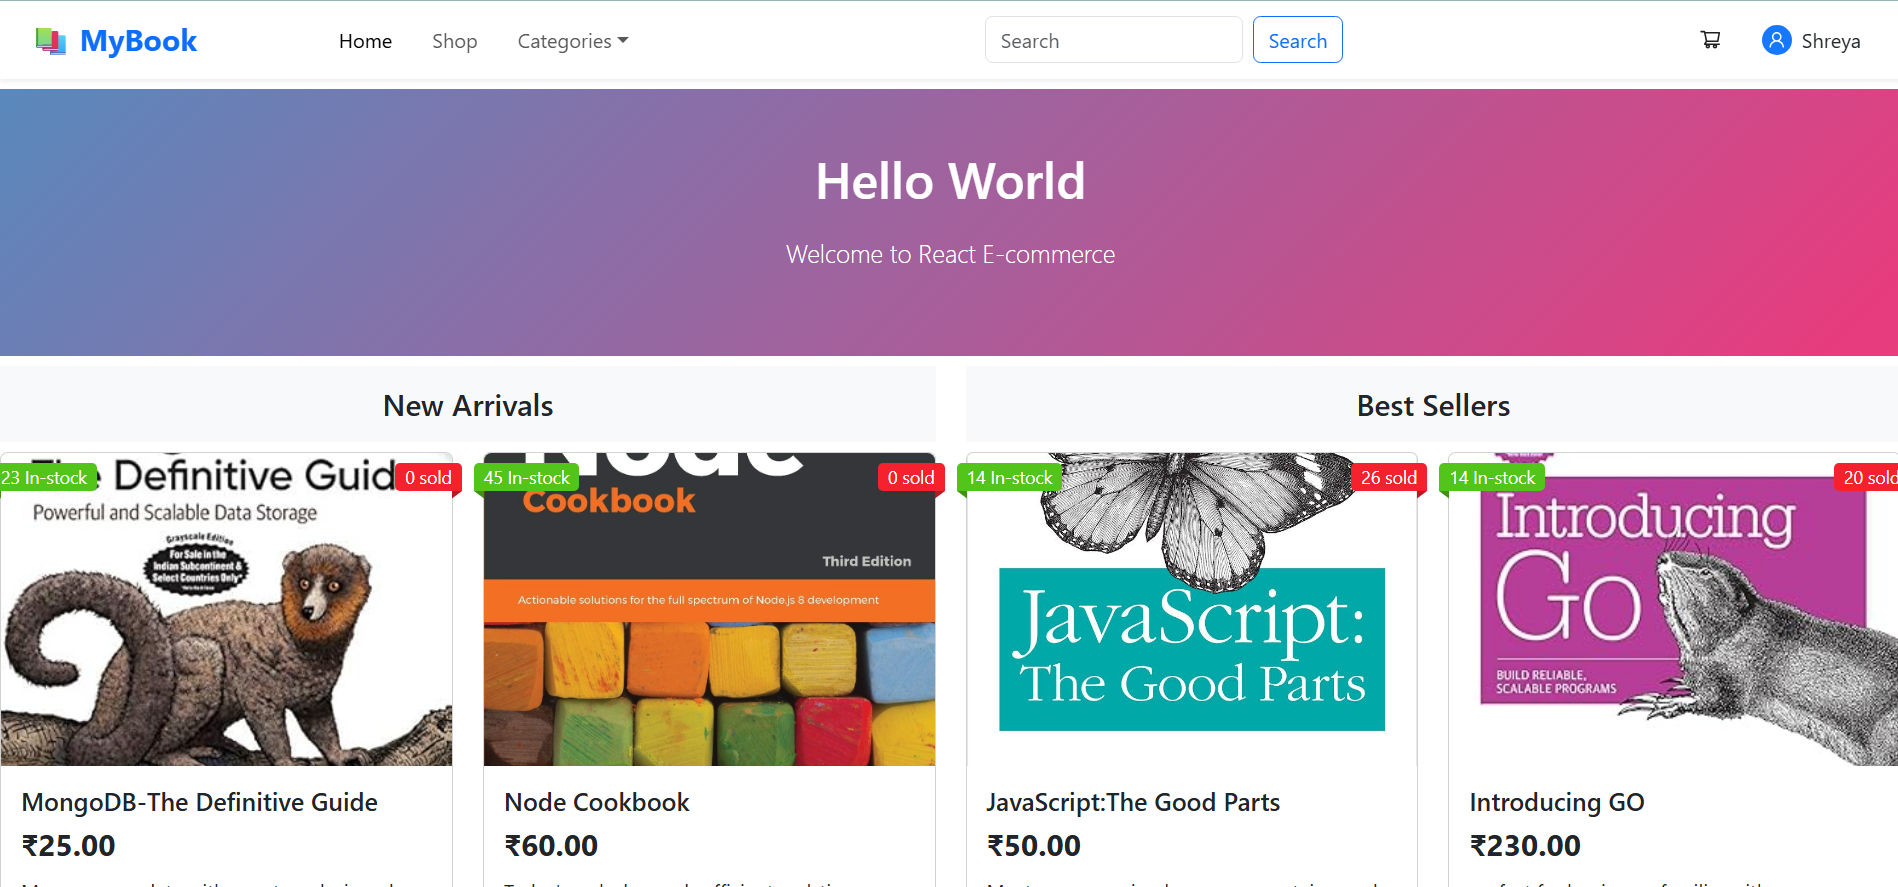 MyBook
Home
Shop
Categories
Search
Search
Shreya
Hello World
Welcome to React E-commerce
New Arrivals
Best Sellers
23 In-stock
0 sold
The Definitive Guide
Powerful and Scalable Data Storage
Grayscale Edition
For Sale in the
Indian Subcontinent &
Select Countries Only*
45 In-stock
0 sold
Node
Cookbook
Third Edition
Actionable solutions for the full spectrum of Node.js 8 development
14 In-stock
26 sold
JavaScript:
The Good Parts
14 In-stock
20 sold
Introducing
Go
BUILD RELIABLE,
SCALABLE PROGRAMS
MongoDB-The Definitive Guide
₹25.00
Node Cookbook
₹60.00
JavaScript:The Good Parts
₹50.00
Introducing GO
₹230.00